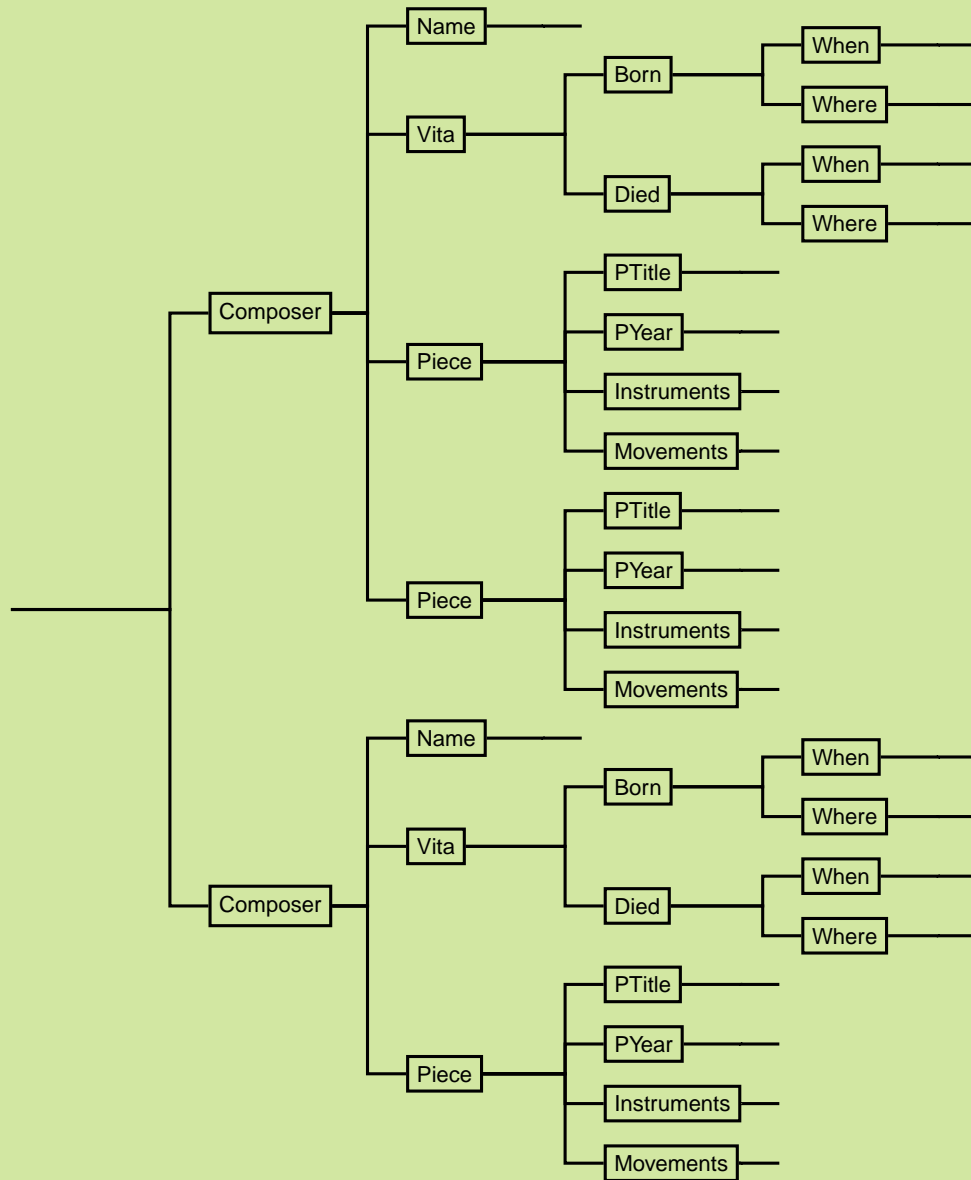 Name
When
Born
Where
Vita
When
Died
Where
PTitle
Composer
PYear
Piece
Instruments
Movements
PTitle
PYear
Piece
Instruments
Movements
Name
When
Born
Where
Vita
When
Died
Composer
Where
PTitle
PYear
Piece
Instruments
Movements